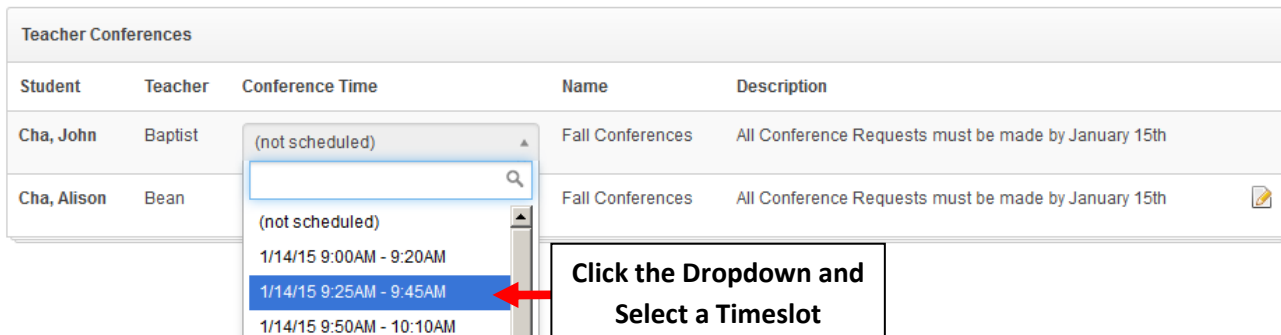 Teacher Conferences
Student Teacher Conference Time Name Description
Cha, John Baptist (not scheduled) Fall Conferences All Conference Requests must be made by January 15th
Cha, Alison Bean Fall Conferences All Conference Requests must be made by January 15th
(not scheduled)
1/14/15 9:00AM - 9:20AM
1/14/15 9:25AM - 9:45AM
1/14/15 9:50AM - 10:10AM
Click the Dropdown and
Select a Timeslot